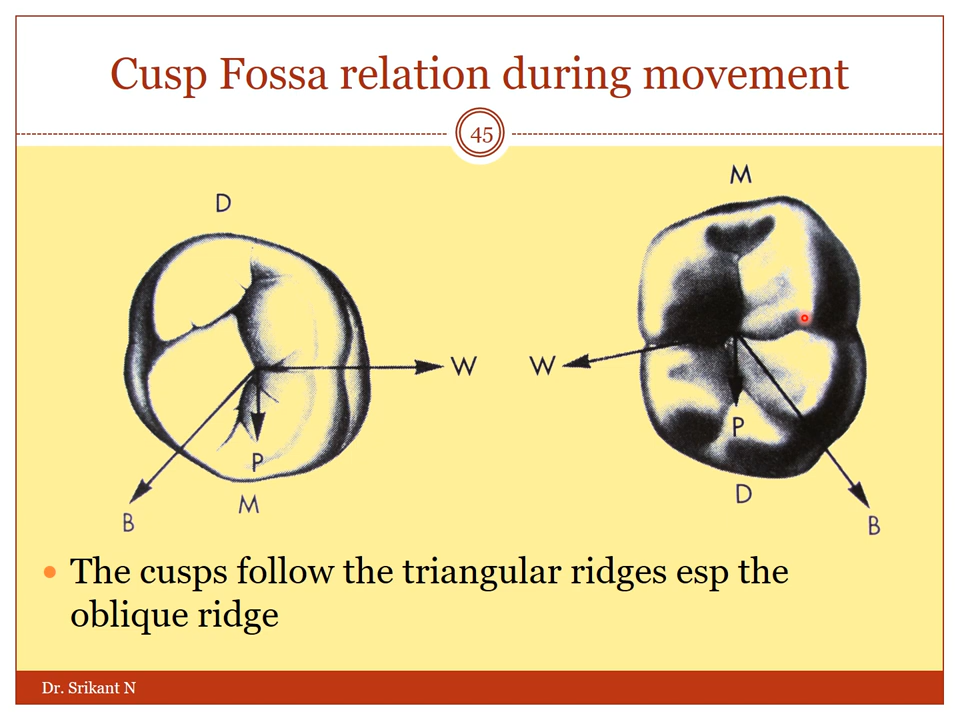 Cusp Fossa relation during movement
45
D
W
P
M
B
M
W
P
D
B
The cusps follow the triangular ridges esp the
oblique ridge
Dr. Srikant N